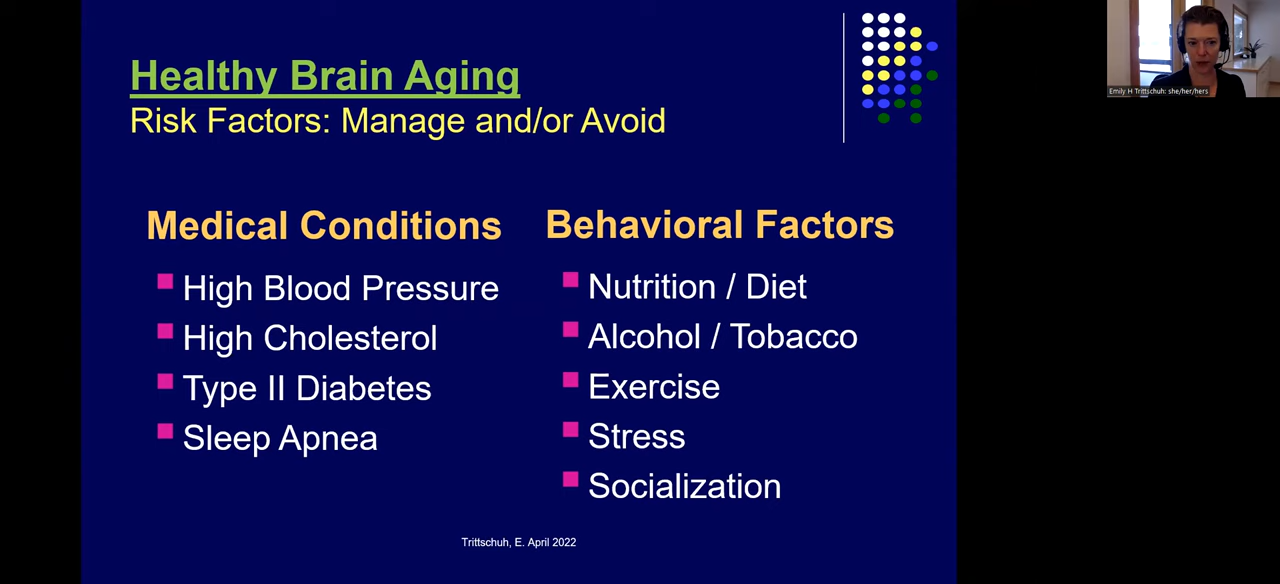 Healthy Brain Aging
Risk Factors: Manage and/or Avoid
Medical Conditions
High Blood Pressure
High Cholesterol
Type II Diabetes
Sleep Apnea
Behavioral Factors
Nutrition / Diet
Alcohol / Tobacco
Exercise
Stress
Socialization
Trittschuh, E. April 2022
Emily H Trittschuh: she/her/hers